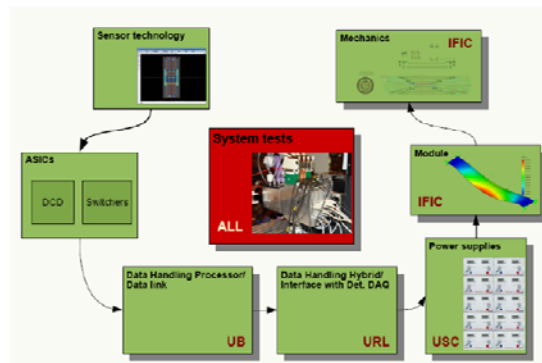 Sensor technology
ASICs
DCD
Switchers
Data Handling Processor/
Data link
UB
Data Handling Hybrid/
Interface with Det. DAQ
URL
Power supplies
USC
Module
IFIC
Mechanics
IFIC
System tests
ALL